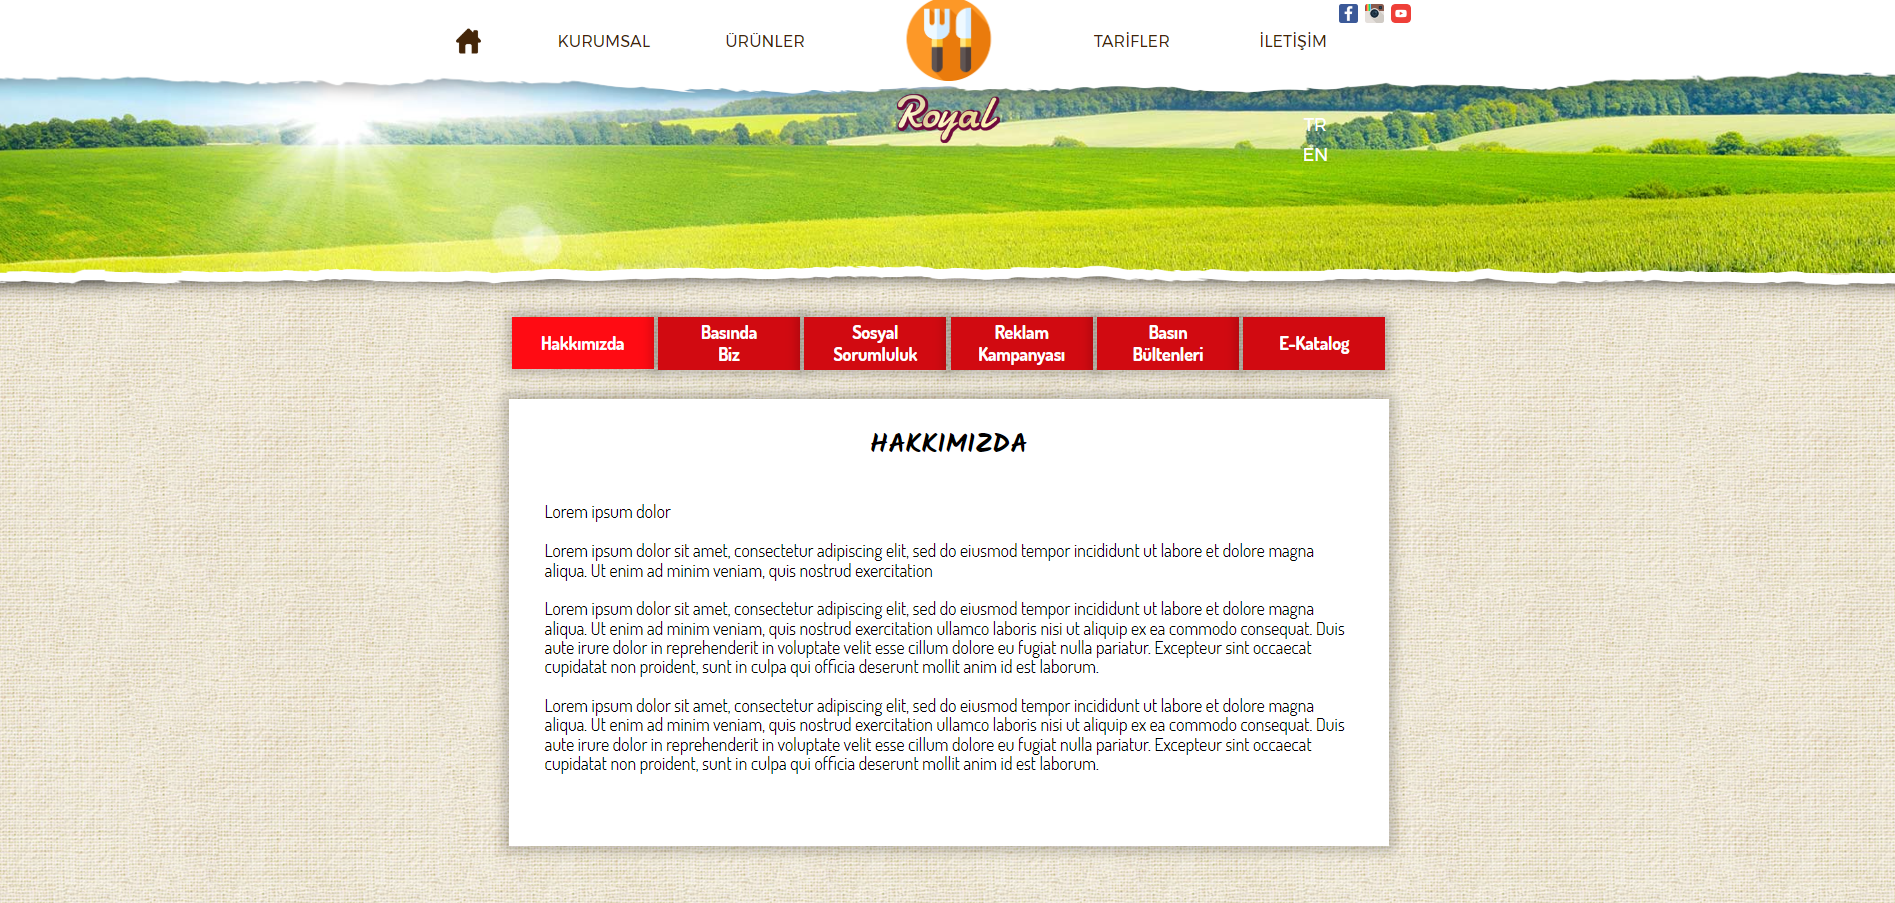 KURUMSAL
ÜRÜNLER
TARİFLER
İLETİŞİM
Royal
TR
EN
Hakkımızda
Basında
Biz
Sosyal
Sorumluluk
Reklam
Kampanyası
Basın
Bültenleri
E-Katalog
HAKKIMIZDA
Lorem ipsum dolor
Lorem ipsum dolor sit amet, consectetur adipiscing elit, sed do eiusmod tempor incididunt ut labore et dolore magna
aliqua. Ut enim ad minim veniam, quis nostrud exercitation
Lorem ipsum dolor sit amet, consectetur adipiscing elit, sed do eiusmod tempor incididunt ut labore et dolore magna
aliqua. Ut enim ad minim veniam, quis nostrud exercitation ullamco laboris nisi ut aliquip ex ea commodo consequat. Duis
aute irure dolor in reprehenderit in voluptate velit esse cillum dolore eu fugiat nulla pariatur. Excepteur sint occaecat
cupidatat non proident, sunt in culpa qui officia deserunt mollit anim id est laborum.
Lorem ipsum dolor sit amet, consectetur adipiscing elit, sed do eiusmod tempor incididunt ut labore et dolore magna
aliqua. Ut enim ad minim veniam, quis nostrud exercitation ullamco laboris nisi ut aliquip ex ea commodo consequat. Duis
aute irure dolor in reprehenderit in voluptate velit esse cillum dolore eu fugiat nulla pariatur. Excepteur sint occaecat
cupidatat non proident, sunt in culpa qui officia deserunt mollit anim id est laborum.